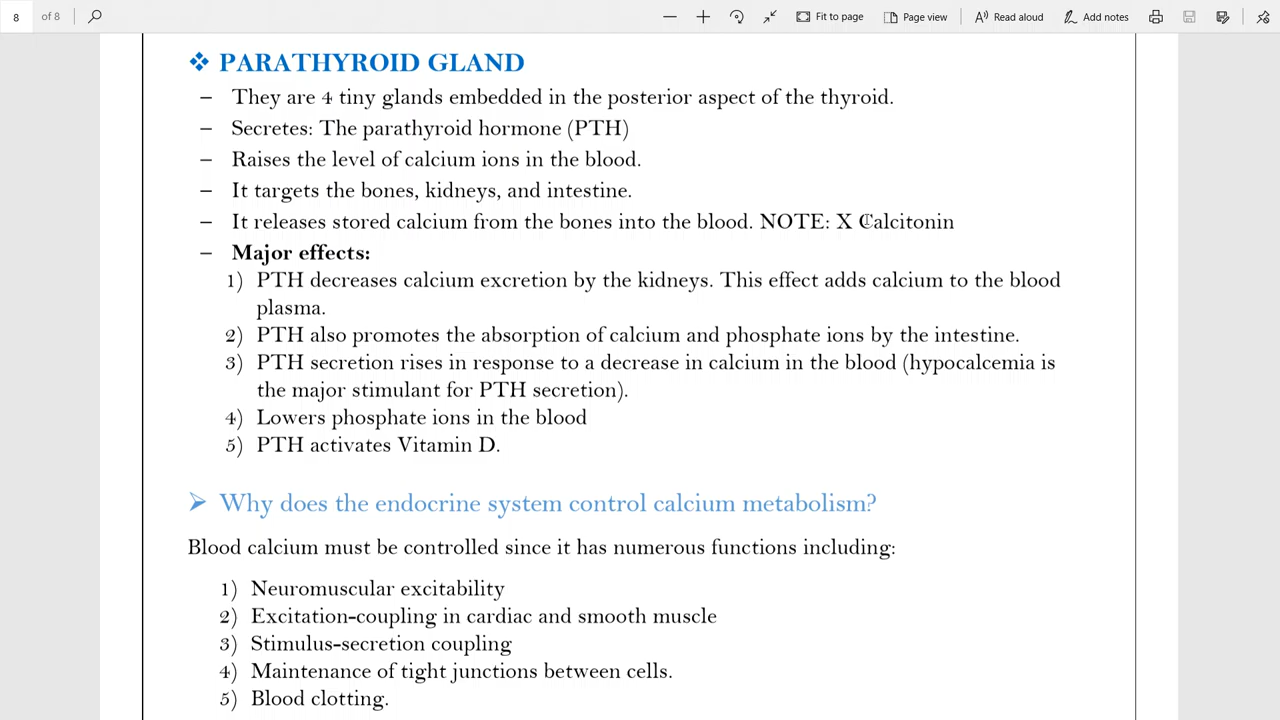 8 of 8
Fit to page
Page view
Read aloud
Add notes
❖ PARATHYROID GLAND
– They are 4 tiny glands embedded in the posterior aspect of the thyroid.
– Secretes: The parathyroid hormone (PTH)
– Raises the level of calcium ions in the blood.
– It targets the bones, kidneys, and intestine.
– It releases stored calcium from the bones into the blood. NOTE: X Calcitonin
– Major effects:
1) PTH decreases calcium excretion by the kidneys. This effect adds calcium to the blood
plasma.
2) PTH also promotes the absorption of calcium and phosphate ions by the intestine.
3) PTH secretion rises in response to a decrease in calcium in the blood (hypocalcemia is
the major stimulant for PTH secretion).
4) Lowers phosphate ions in the blood
5) PTH activates Vitamin D.
➢ Why does the endocrine system control calcium metabolism?
Blood calcium must be controlled since it has numerous functions including:
1) Neuromuscular excitability
2) Excitation-coupling in cardiac and smooth muscle
3) Stimulus-secretion coupling
4) Maintenance of tight junctions between cells.
5) Blood clotting.